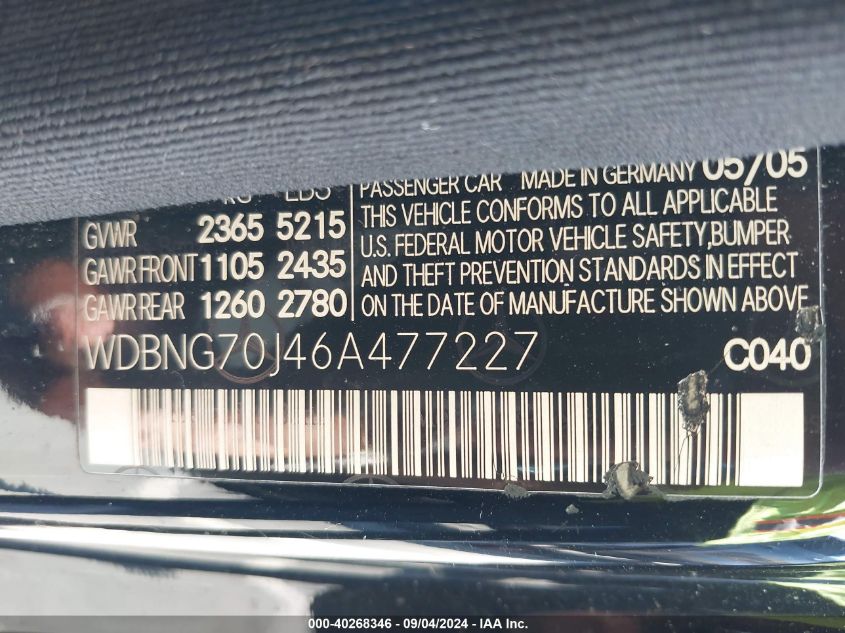 KG LBS
GVWR 2365 5215
GAWR FRONT 1105 2435
GAWR REAR 1260 2780
PASSENGER CAR MADE IN GERMANY 05/05
THIS VEHICLE CONFORMS TO ALL APPLICABLE
U.S. FEDERAL MOTOR VEHICLE SAFETY,BUMPER
AND THEFT PREVENTION STANDARDS IN EFFECT
ON THE DATE OF MANUFACTURE SHOWN ABOVE
WDBNG70J46A477227 C040
000-40268346 - 09/04/2024 - IAA Inc.